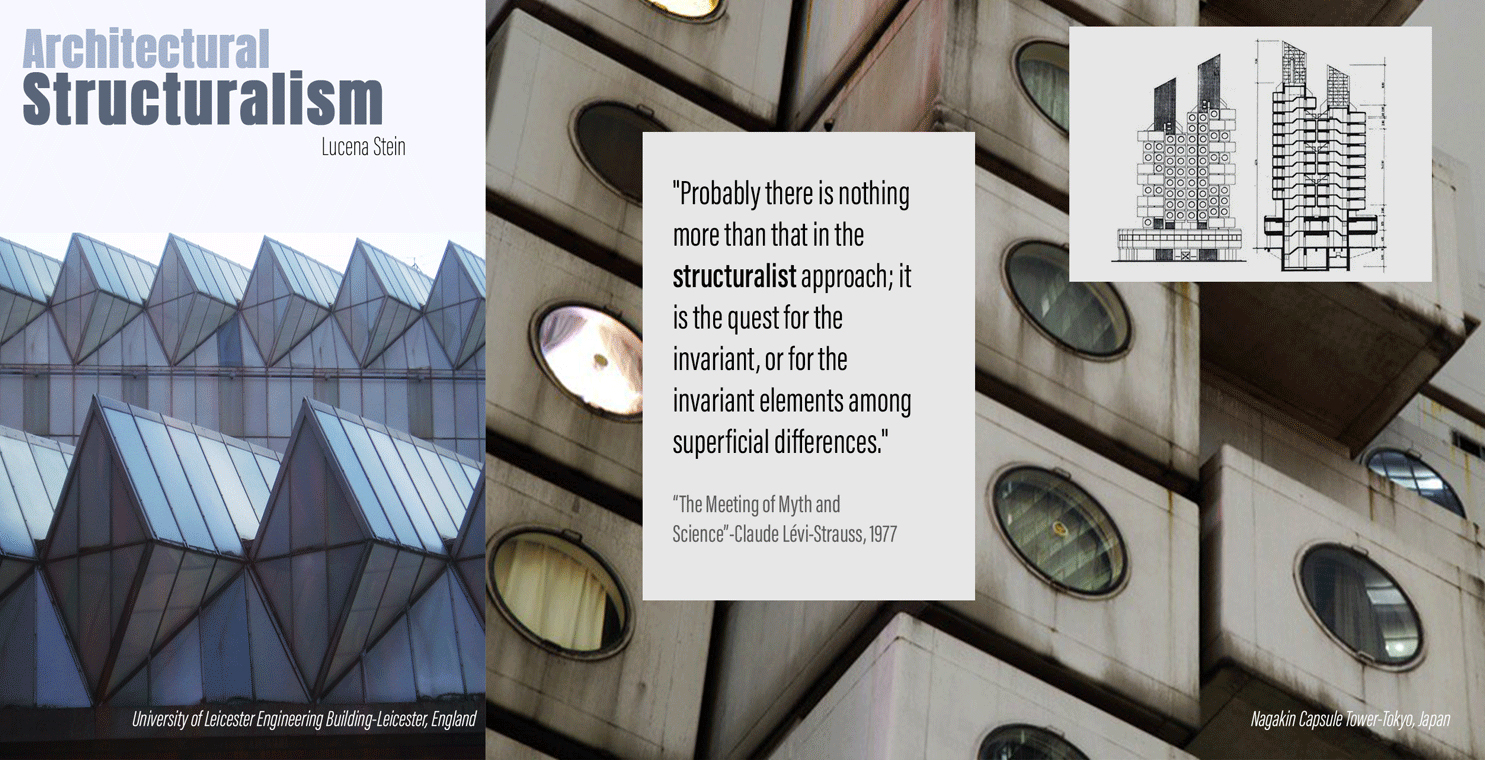 Architectural
Structuralism
Lucena Stein
University of Leicester Engineering Building-Leicester, England
"Probably there is nothing
more than that in the
structuralist approach; it
is the quest for the
invariant, or for the
invariant elements among
superficial differences."
“The Meeting of Myth and
Science”-Claude Lévi-Strauss, 1977
Nagakin Capsule Tower-Tokyo, Japan